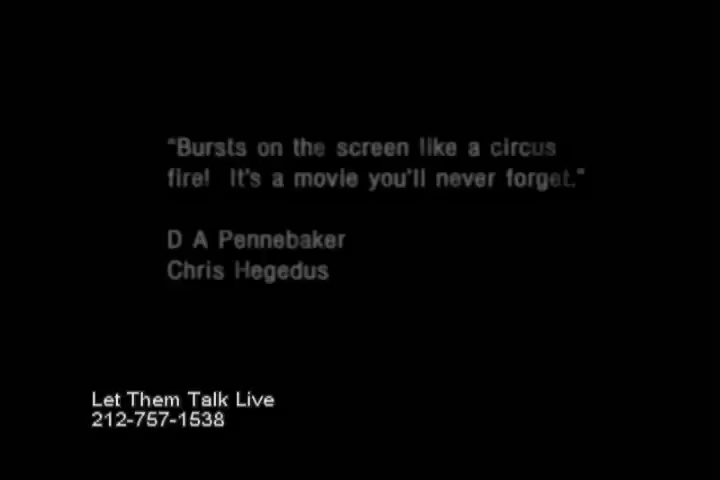 "Bursts on the screen like a circus
fire! It's a movie you'll never forget."
D A Pennebaker
Chris Hegedus
Let Them Talk Live
212-757-1538